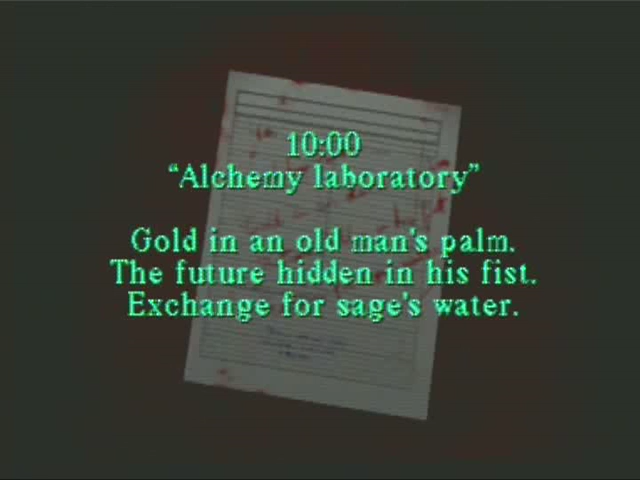 10:00
“Alchemy laboratory”
Gold in an old man's palm.
The future hidden in his fist.
Exchange for sage's water.